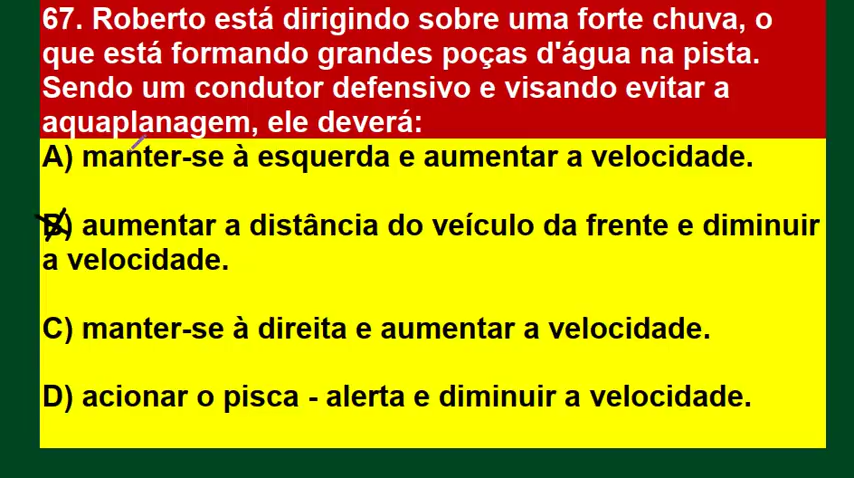 67. Roberto está dirigindo sobre uma forte chuva, o
que está formando grandes poças d'água na pista.
Sendo um condutor defensivo e visando evitar a
aquaplanagem, ele deverá:
A) manter-se à esquerda e aumentar a velocidade.
B) aumentar a distância do veículo da frente e diminuir
a velocidade.
C) manter-se à direita e aumentar a velocidade.
D) acionar o pisca - alerta e diminuir a velocidade.